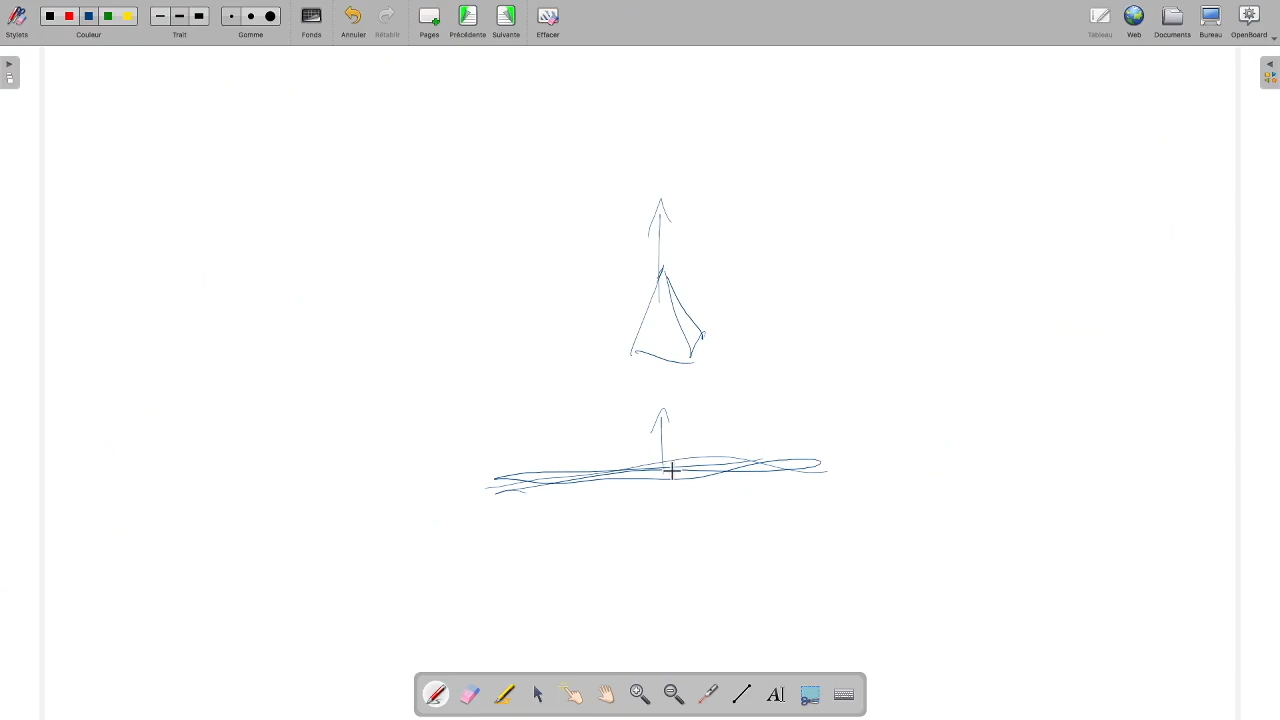 Stylets Couleur Trait Gomme Fonds Annuler Rétablir Pages Précédente Suivante Effacer Tableau Web Documents Bureau OpenBoard